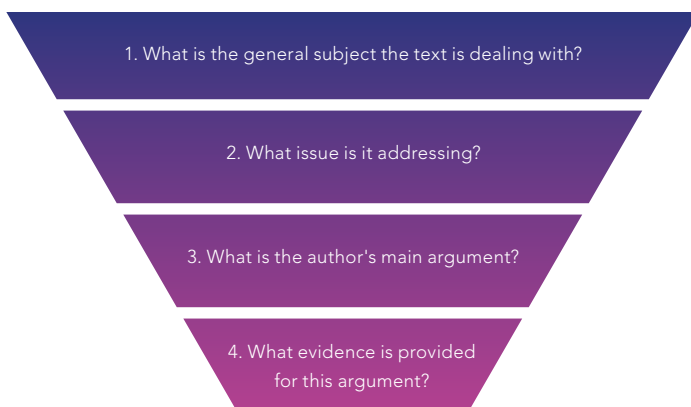 1. What is the general subject the text is dealing with?
2. What issue is it addressing?
3. What is the author's main argument?
4. What evidence is provided
for this argument?